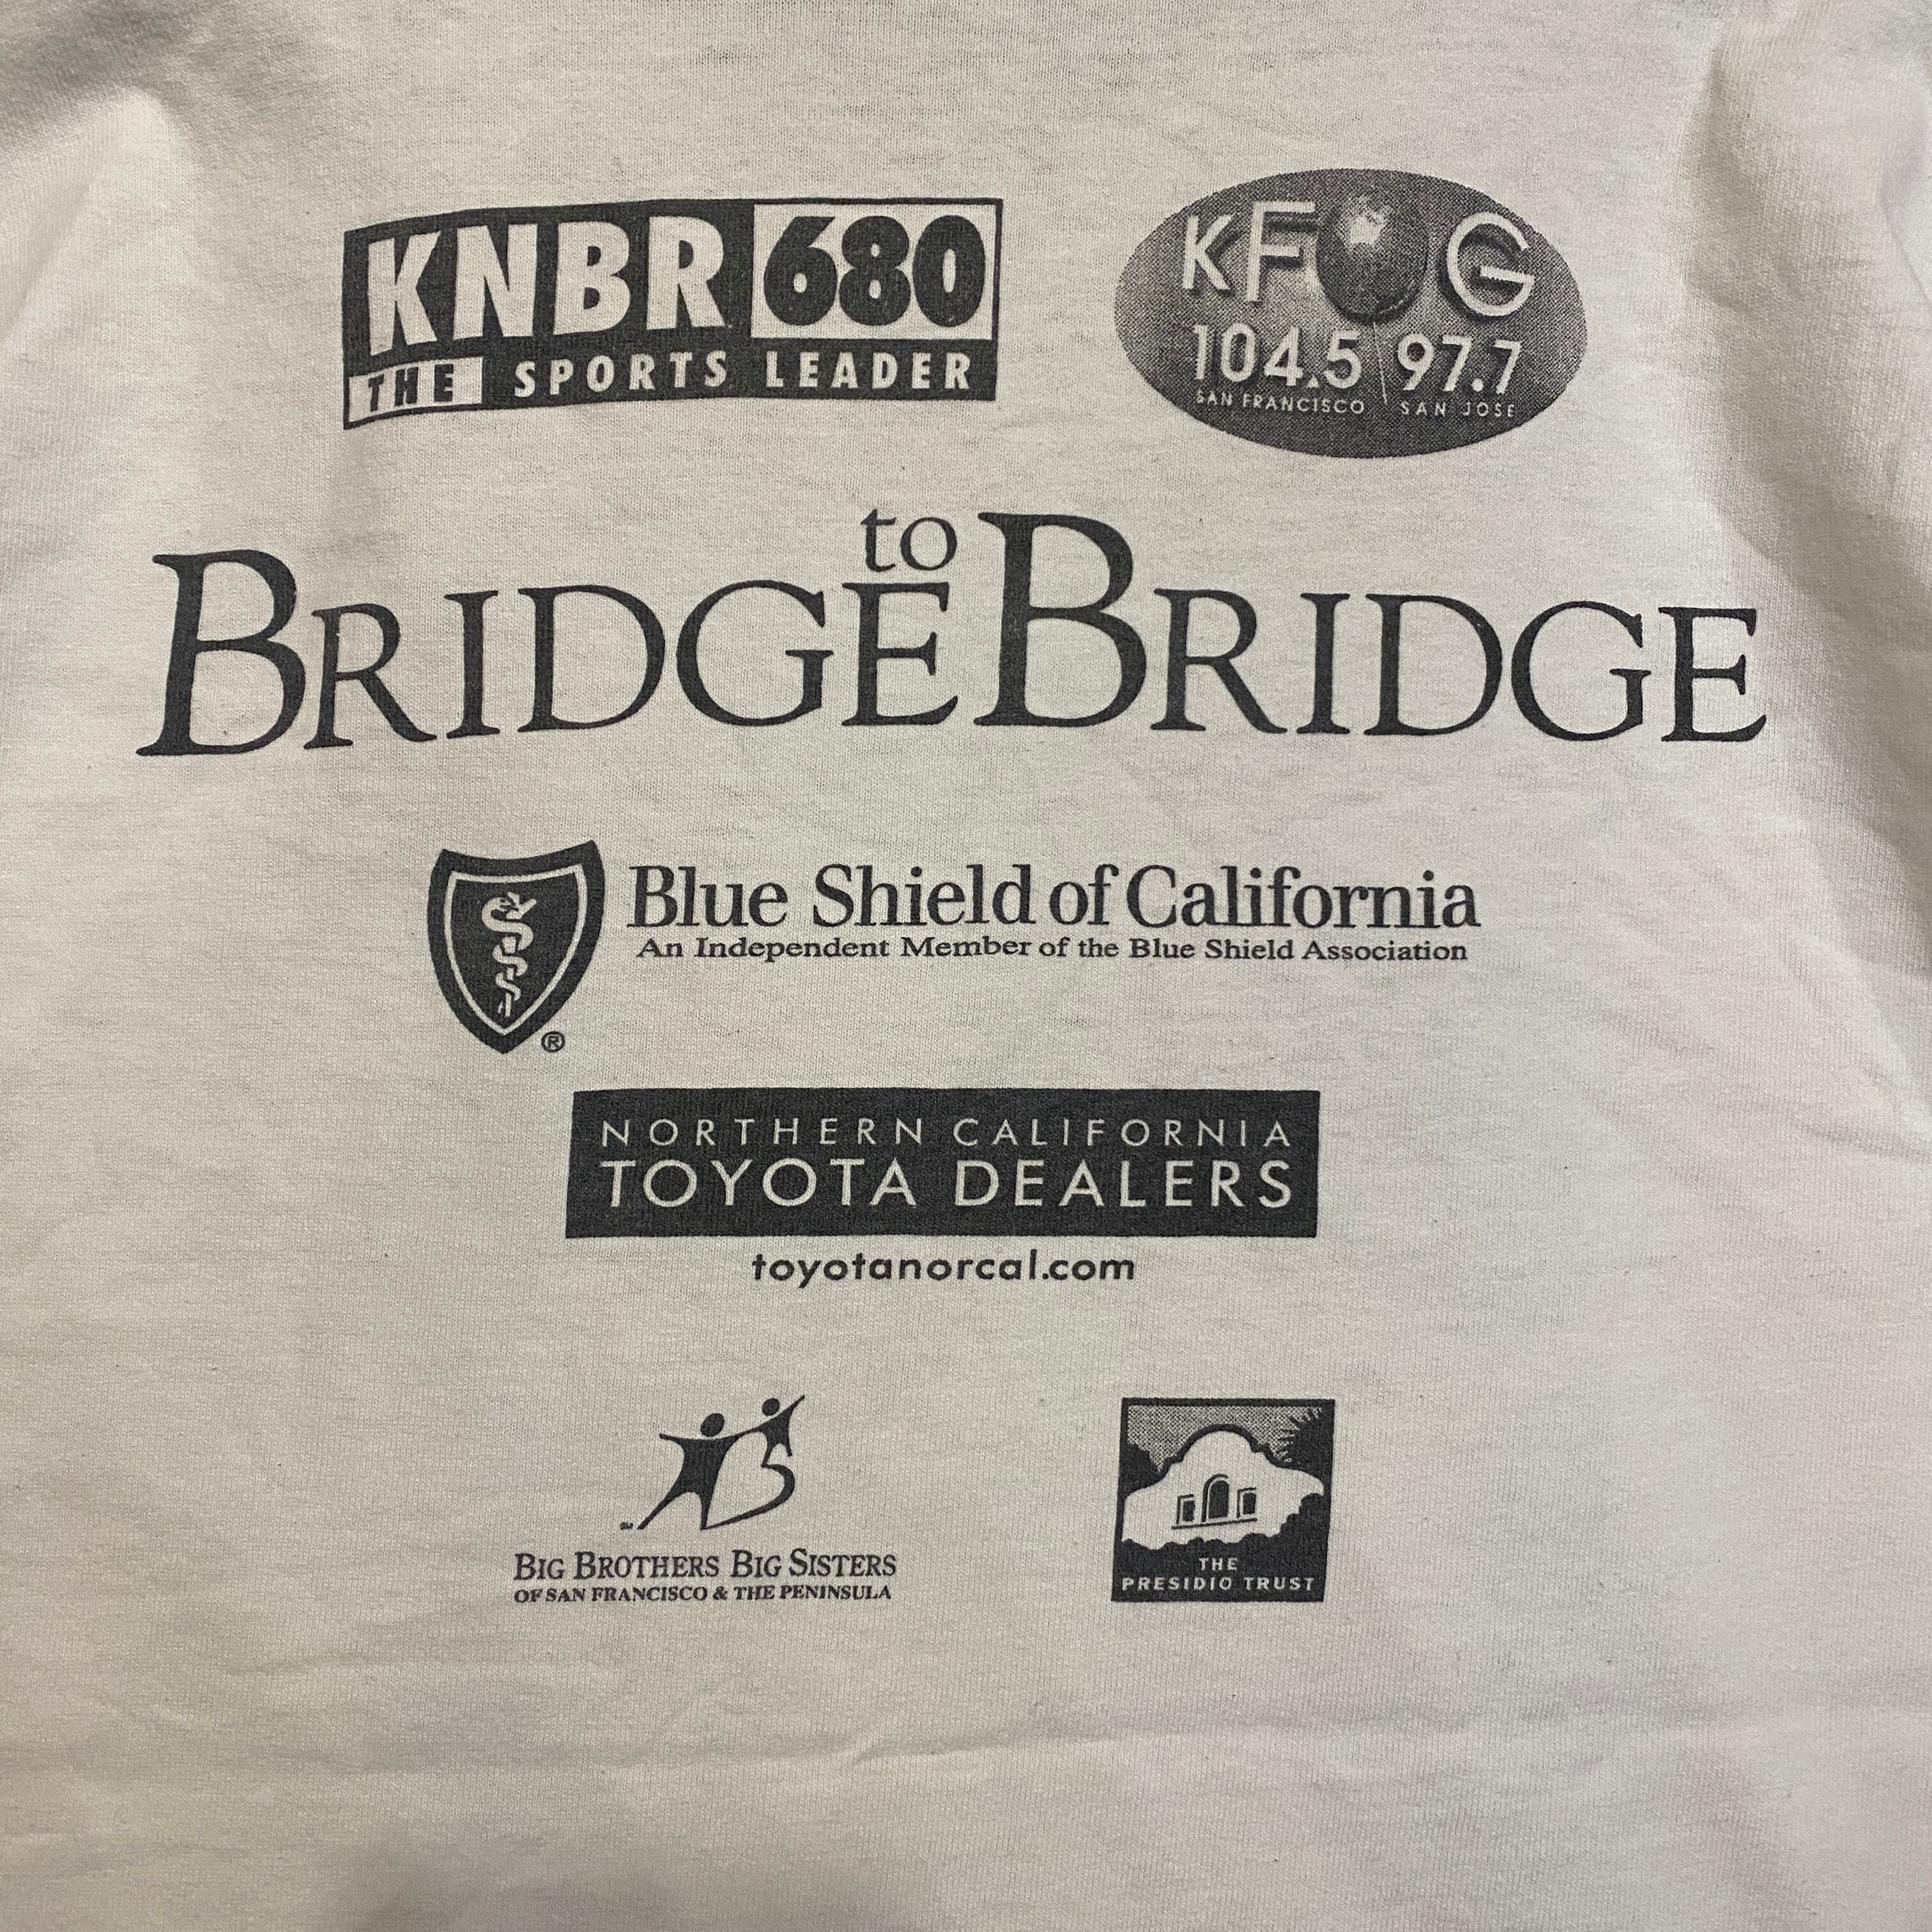 KNBR 680
THE SPORTS LEADER
KFOG
104.5 97.7
SAN FRANCISCO SAN JOSE
BRIDGE to BRIDGE
Blue Shield of California
An Independent Member of the Blue Shield Association
®
NORTHERN CALIFORNIA
TOYOTA DEALERS
toyotanorcal.com
SM
BIG BROTHERS BIG SISTERS
OF SAN FRANCISCO & THE PENINSULA
THE
PRESIDIO TRUST